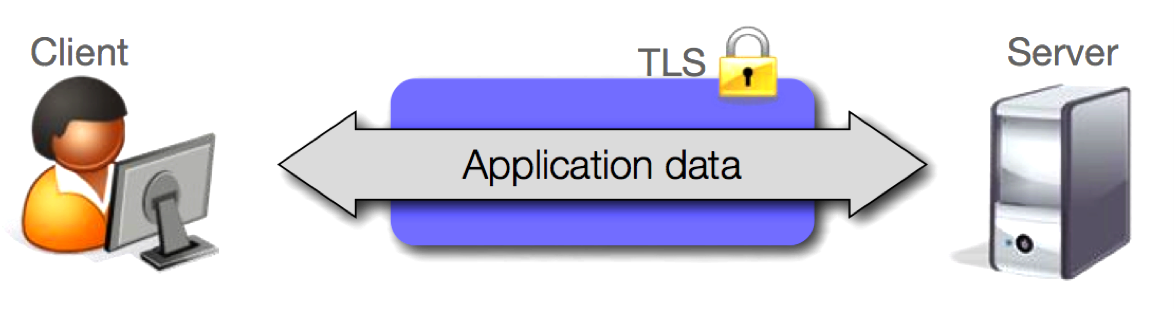 Client
TLS
Server
Application data